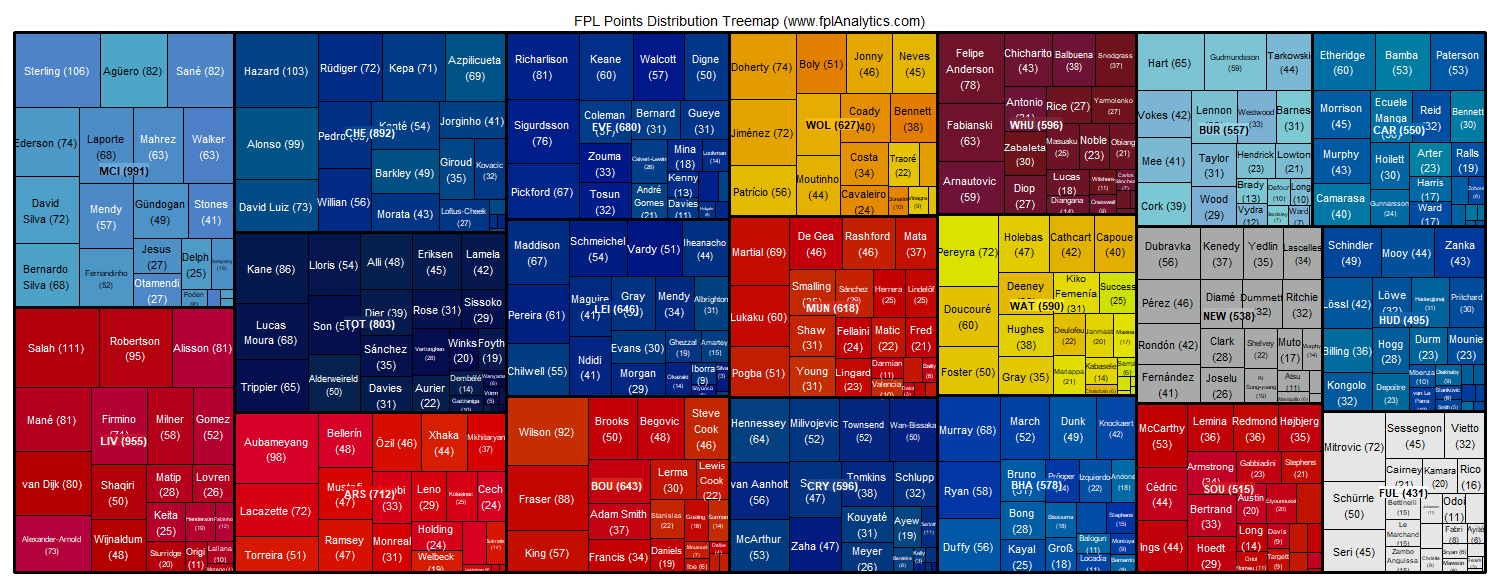 FPL Points Distribution Treemap (www.fplAnalytics.com)
Sterling (106)
Agüero (82)
Sané (82)
Ederson (74)
Laporte
(68)
Mahrez
(63)
Walker
(63)
MCI (991)
David
Silva (72)
Mendy
(57)
Gündogan
(49)
Stones
(41)
Bernardo
Silva (68)
Fernandinho
(52)
Jesus
(27)
Delph
(25)
Otamendi
(27)
Foden
Salah (111)
Robertson
(95)
Alisson (81)
Mané (81)
Firmino
Milner
(58)
Gomez
(52)
LIV (955)
van Dijk (80)
Shaqiri
(50)
Matip
(28)
Lovren
(26)
Keita
(25)
Henderson
(19)
Fabinho
(12)
Alexander-Arnold
(73)
Wijnaldum
(48)
Sturridge
(20)
Origi
(11)
Lallana
(10)
Hazard (103)
Rüdiger (72)
Kepa (71)
Azpilicueta
(69)
Alonso (99)
Kanté (54)
Jorginho (41)
CHE (892)
Barkley (49)
Giroud
(35)
Kovacic
(32)
David Luiz (73)
Willian (56)
Morata (43)
Loftus-Cheek
(27)
Kane (86)
Lloris (54)
Alli (48)
Eriksen
(45)
Lamela
(42)
Lucas
Moura (68)
Dier (39)
Rose (31)
Sissoko
(29)
TOT (803)
Sánchez
(35)
Vertonghen
(28)
Winks
(20)
Foyth
(19)
Trippier (65)
Alderweireld
(50)
Davies
(31)
Aurier
(22)
Dembélé
(14)
Gazzaniga
Aubameyang
(98)
Bellerín
(48)
Özil (46)
Xhaka
(44)
Mkhitaryan
(37)
ARS (712)
(47)
(33)
Leno
(29)
Kolasinac
(25)
Cech
(24)
Lacazette (72)
Holding
(24)
Torreira (51)
Ramsey
(47)
Monreal
(31)
Welbeck
(19)
Richarlison
(81)
Keane
(60)
Walcott
(57)
Digne
(50)
Sigurdsson
(76)
Coleman
Bernard
(31)
Gueye
(31)
EVE (680)
Zouma
(33)
Calvert-Lewin
(26)
Mina
(18)
Lookman
(14)
Pickford (67)
Tosun
(32)
André
Gomes
(21)
Kenny
(13)
Davies
(11)
Maddison
(67)
Schmeichel
(54)
Vardy (51)
Iheanacho
(44)
Pereira (61)
Maguire
(41)
Gray
(34)
Mendy
(34)
Albrighton
(31)
LEI (646)
Chilwell (55)
Ndidi
(41)
Evans (30)
Ghezzal
(19)
Amartey
(15)
Morgan
(29)
Okazaki
(14)
Iborra
(9)
Wilson (92)
Brooks
(50)
Begovic
(48)
Steve
Cook
(46)
BOU (643)
Lerma
(30)
Lewis
Cook
(22)
Fraser (88)
Adam Smith
(37)
Stanislas
(22)
Gosling
(16)
Surman
(14)
King (57)
Francis (34)
Daniels
(19)
Mousset
(7)
Ibe (6)
Doherty (74)
Boly (51)
Jonny
(46)
Neves
(45)
Jiménez (72)
Coady
(40)
Bennett
(38)
WOL (627)
Costa
(34)
Traoré
(22)
Patrício (56)
Moutinho
(44)
Cavaleiro
(24)
Vinagre
(9)
Martial (69)
De Gea
(46)
Rashford
(46)
Mata
(37)
Smalling
Sánchez
(29)
Herrera
(25)
Lindelöf
(25)
MUN (618)
Lukaku (60)
Shaw
(31)
Fellaini
(24)
Matic
(22)
Fred
(21)
Pogba (51)
Young
(31)
Lingard
(23)
Darmian
(11)
Valencia
(10)
Hennessey
(64)
Milivojevic
(52)
Townsend
(52)
Wan-Bissaka
(50)
van Aanholt
(56)
Tomkins
(38)
Schlupp
(32)
CRY (596)
McArthur
(53)
Zaha (47)
Kouyaté
(31)
Ayew
(11)
Meyer
(26)
Kelly
Felipe
Anderson
(78)
Chicharito
(43)
Balbuena
(38)
Snodgrass
(37)
Antonio
Rice (27)
Yarmolenko
(27)
WHU (596)
Fabianski
(63)
Zabaleta
(30)
Masuaku
(25)
Noble
(23)
Obiang
(21)
Arnautovic
(59)
Diop
(27)
Lucas
(18)
Diangana
(14)
Wilshere
(11)
Carlos
Sánchez
(7)
Cresswell
(9)
Pereyra (72)
Holebas
(47)
Cathcart
(42)
Capoue
(40)
Deeney
Kiko
Femenía
(31)
Success
(25)
WAT (590)
Doucouré
(60)
Hughes
(38)
Deulofeu
(22)
Janmaat
(20)
Masina
(17)
Foster (50)
Gray (35)
Mariappa
(21)
Kabasele
(14)
Murray (68)
March
(52)
Dunk
(49)
Knockaert
(42)
Bruno
(31)
Pröpper
(24)
Izquierdo
(22)
Andone
(18)
BHA (578)
Ryan (58)
Bong
(28)
Bissouma
(18)
Stephens
(15)
Duffy (56)
Kayal
(25)
Groß
(18)
Balogun
(11)
Montoya
(9)
Locadia
(11)
Bernardo
Hart (65)
Gudmundsson
(59)
Tarkowski
(44)
Vokes (42)
Lennon
Westwood
(33)
Barnes
(31)
BUR (557)
Mee (41)
Taylor
(31)
Hendrick
(23)
Lowton
(21)
Cork (39)
Wood
(29)
Brady
(13)
Defour
(10)
Long
(10)
Vydra
(12)
Bardsley
(7)
Ward
(7)
Dubravka
(56)
Kenedy
(37)
Yedlin
(35)
Lascelles
(34)
Pérez (46)
Diamé
Dummett
(32)
Ritchie
(32)
NEW (538)
Rondón (42)
Clark
(28)
Shelvey
(22)
Muto
(17)
Murphy
(14)
Fernández
(41)
Joselu
(26)
Ki
Sung-yueng
(19)
Atsu
(11)
Manquillo (6)
McCarthy
(53)
Lemina
(36)
Redmond
(36)
Højbjerg
(35)
Armstrong
Gabbiadini
(23)
Stephens
(21)
SOU (515)
Cédric
(44)
Bertrand
(33)
Austin
(20)
Elyounoussi
(20)
Ings (44)
Hoedt
(29)
Long
(14)
Davis
(9)
Oriol
Romeu (11)
Targett
Etheridge
(60)
Bamba
(53)
Paterson
(53)
Morrison
(45)
Ecuele
Manga
Reid
(32)
Bennett
(30)
CAR (550)
Murphy
(43)
Hoilett
(30)
Arter
(23)
Ralls
(19)
Camarasa
(40)
Gunnarsson
(24)
Harris
(17)
Ward
(17)
Zohore
Schindler
(49)
Mooy (44)
Zanka
(43)
Lössl (42)
Löwe
(32)
Hadergjonaj
(31)
Pritchard
(30)
HUD (495)
Billing (36)
Hogg
(28)
Durm
(23)
Mounie
(23)
Kongolo
(32)
Depoitre
(23)
Mbenza
(10)
Diakhaby
(9)
van La
Parra
(10)
Stankovic
(6)
Smith (5)
Mitrovic (72)
Sessegnon
(45)
Vietto
(32)
Cairney
(21)
Kamara
(20)
Rico
(16)
FUL (431)
Schürrle
(50)
Bettinelli
(15)
Odoi
(11)
Le
Marchand
(15)
Fabri
(8)
Ayité
(6)
Seri (45)
Zambo
Anguissa
(15)
Christie
(9)
Bryan (6)
Mawson